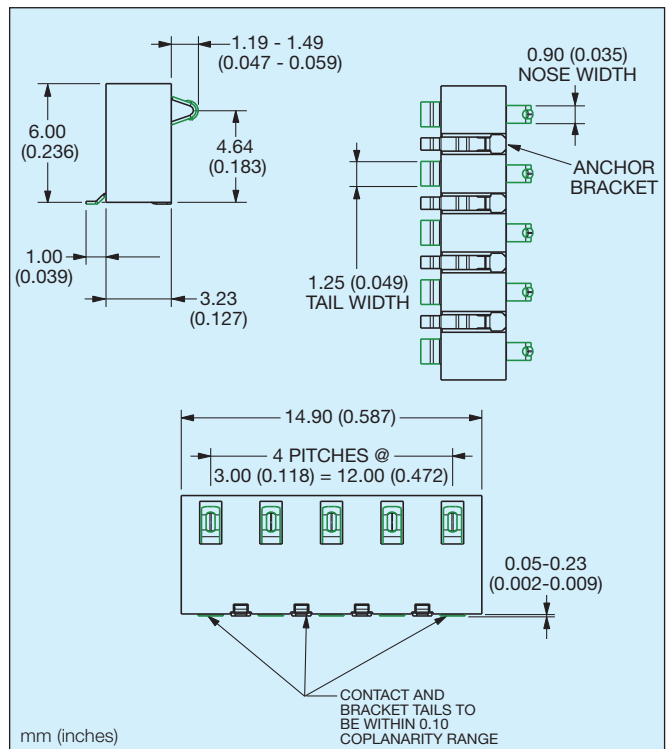 1.19 - 1.49
(0.047 - 0.059)
6.00
(0.236)
4.64
(0.183)
1.00
(0.039)
3.23
(0.127)
0.90 (0.035)
NOSE WIDTH
ANCHOR
BRACKET
1.25 (0.049)
TAIL WIDTH
14.90 (0.587)
4 PITCHES @
3.00 (0.118) = 12.00 (0.472)
0.05-0.23
(0.002-0.009)
CONTACT AND
BRACKET TAILS TO
BE WITHIN 0.10
COPLANARITY RANGE
mm (inches)